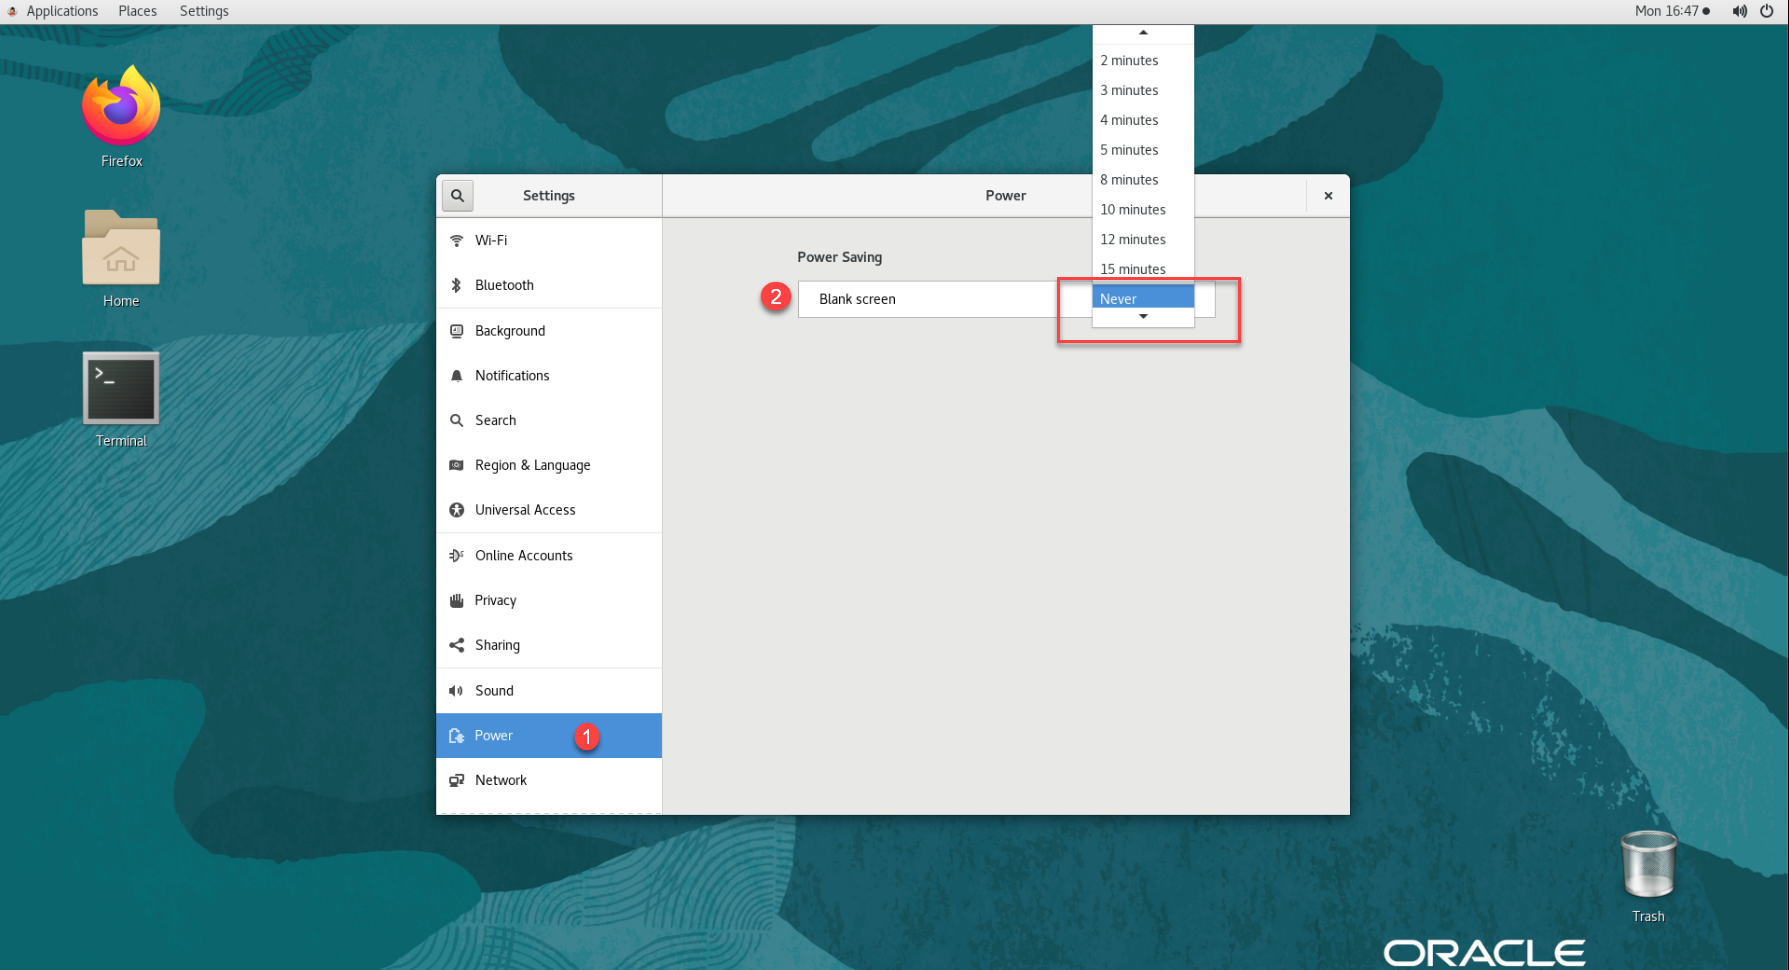 Applications Places Settings
Mon 16:47
Firefox
Home
>_
Terminal
Settings
Power
Wi-Fi
Bluetooth
Background
Notifications
Search
Region & Language
Universal Access
Online Accounts
Privacy
Sharing
Sound
Power 1
Network
Power Saving
2 Blank screen
2 minutes
3 minutes
4 minutes
5 minutes
8 minutes
10 minutes
12 minutes
15 minutes
Never
Trash
ORACLE